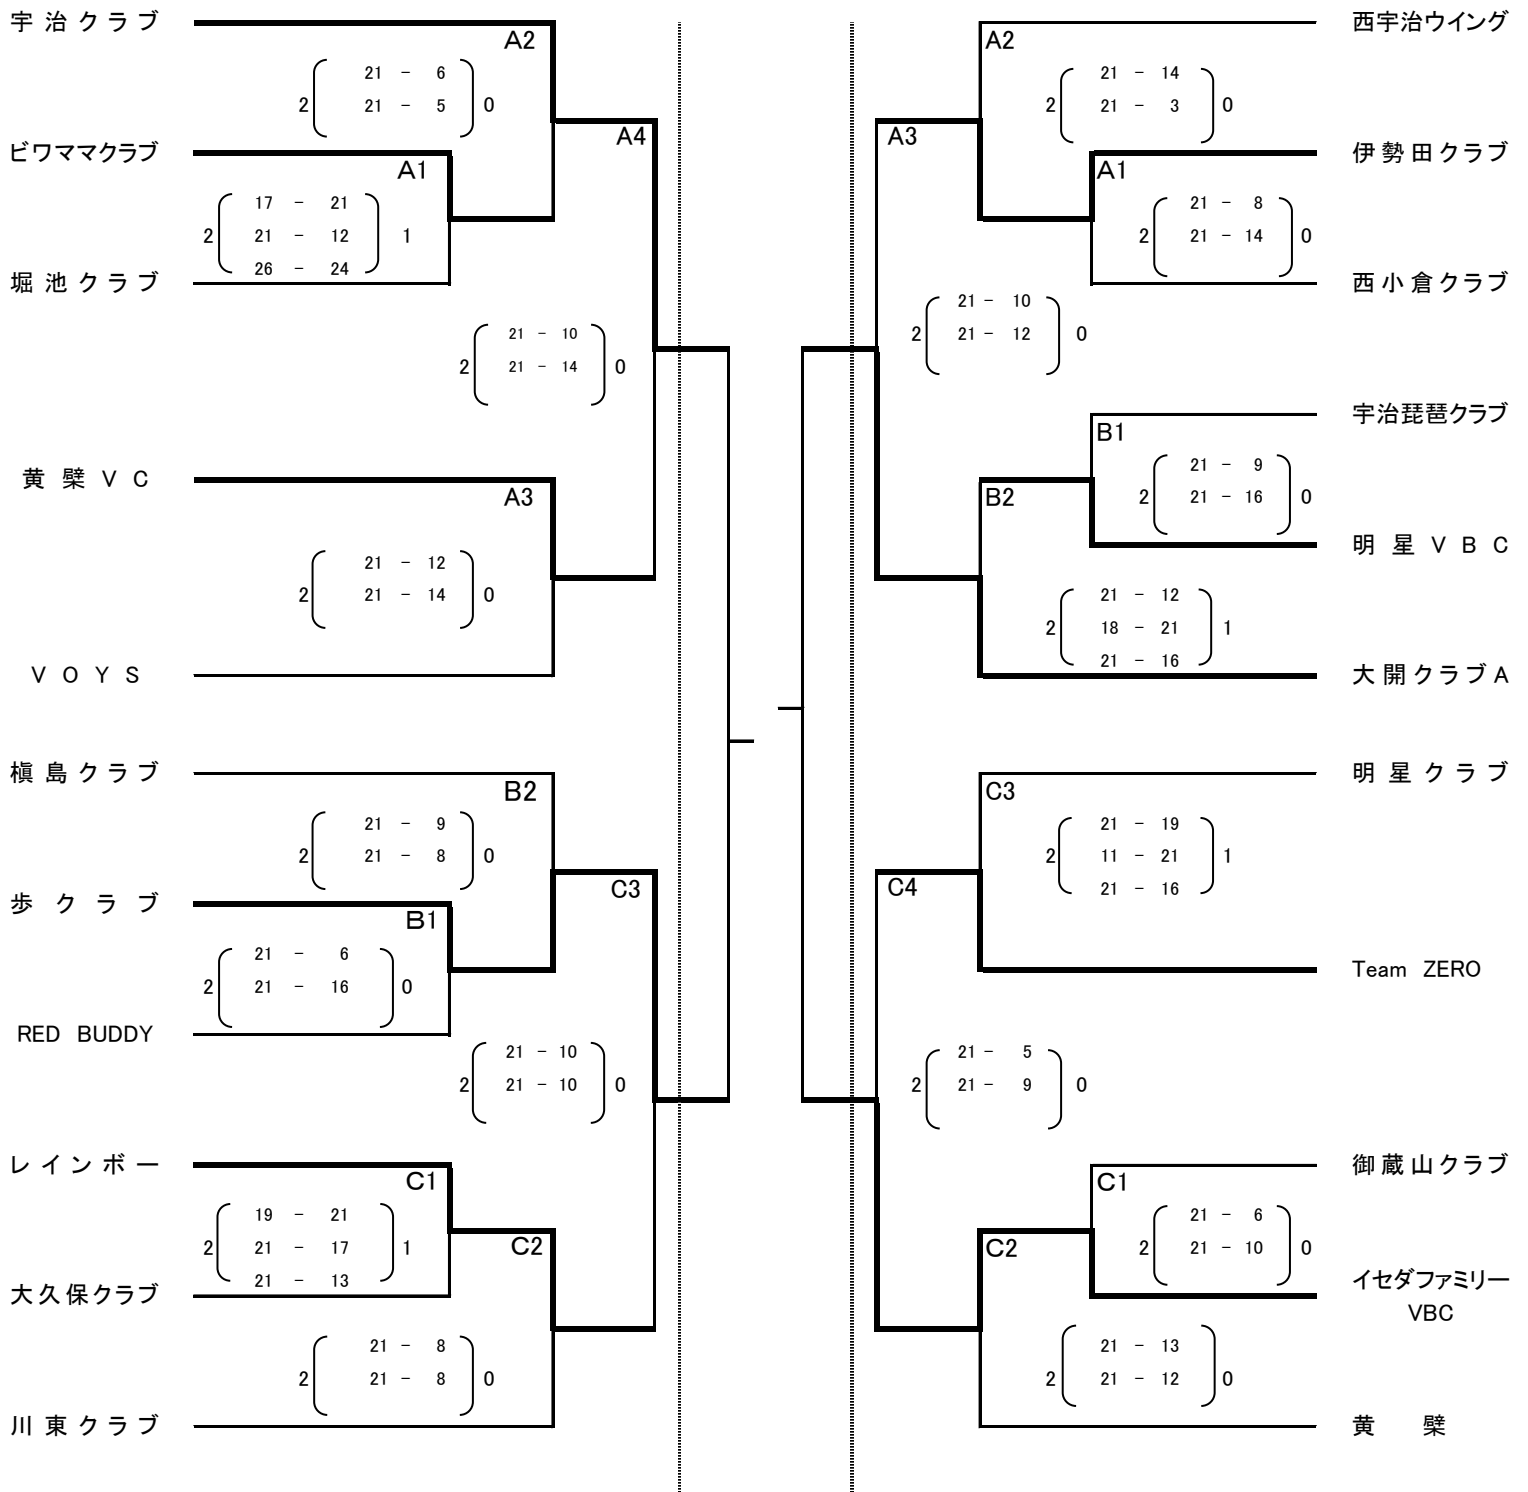 宇治クラブ
A2
21 − 6
2 21 − 5 0
ビワママクラブ
A1
17 − 21
2 21 − 12 1
26 − 24
堀池クラブ
A4
21 − 10
2 21 − 14 0
黄檗VC
A3
21 − 12
2 21 − 14 0
VOYS
槇島クラブ
B2
21 − 9
2 21 − 8 0
歩クラブ
B1
21 − 6
2 21 − 16 0
RED BUDDY
C3
21 − 10
2 21 − 10 0
レインボー
C1
19 − 21
2 21 − 17 1
21 − 13
大久保クラブ
C2
21 − 8
2 21 − 8 0
川東クラブ
西宇治ウイング
A2
21 − 14
2 21 − 3 0
伊勢田クラブ
A1
21 − 8
2 21 − 14 0
西小倉クラブ
A3
21 − 10
2 21 − 12 0
宇治琵琶クラブ
B1
21 − 9
2 21 − 16 0
明星VBC
B2
21 − 12
2 18 − 21 1
21 − 16
大開クラブA
明星クラブ
C3
21 − 19
2 11 − 21 1
21 − 16
Team ZERO
C4
21 − 5
2 21 − 9 0
御蔵山クラブ
C1
21 − 6
2 21 − 10 0
イセダファミリー
VBC
C2
21 − 13
2 21 − 12 0
黄檗